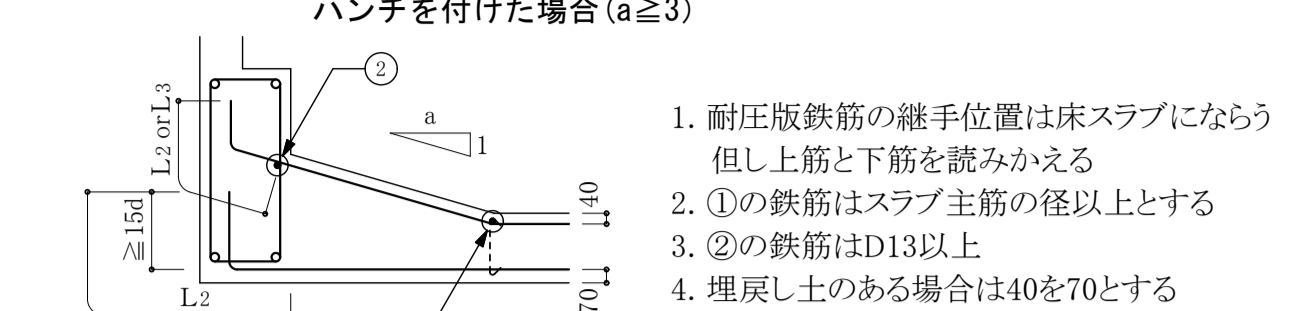 ハンチを付けた場合(a≧3)
2
L2 or L3
a
1
≧15d
40
L2
70
1. 耐圧版鉄筋の継手位置は床スラブにならう
但し上筋と下筋を読みかえる
2. ①の鉄筋はスラブ主筋の径以上とする
3. ②の鉄筋はD13以上
4. 埋戻し土のある場合は40を70とする